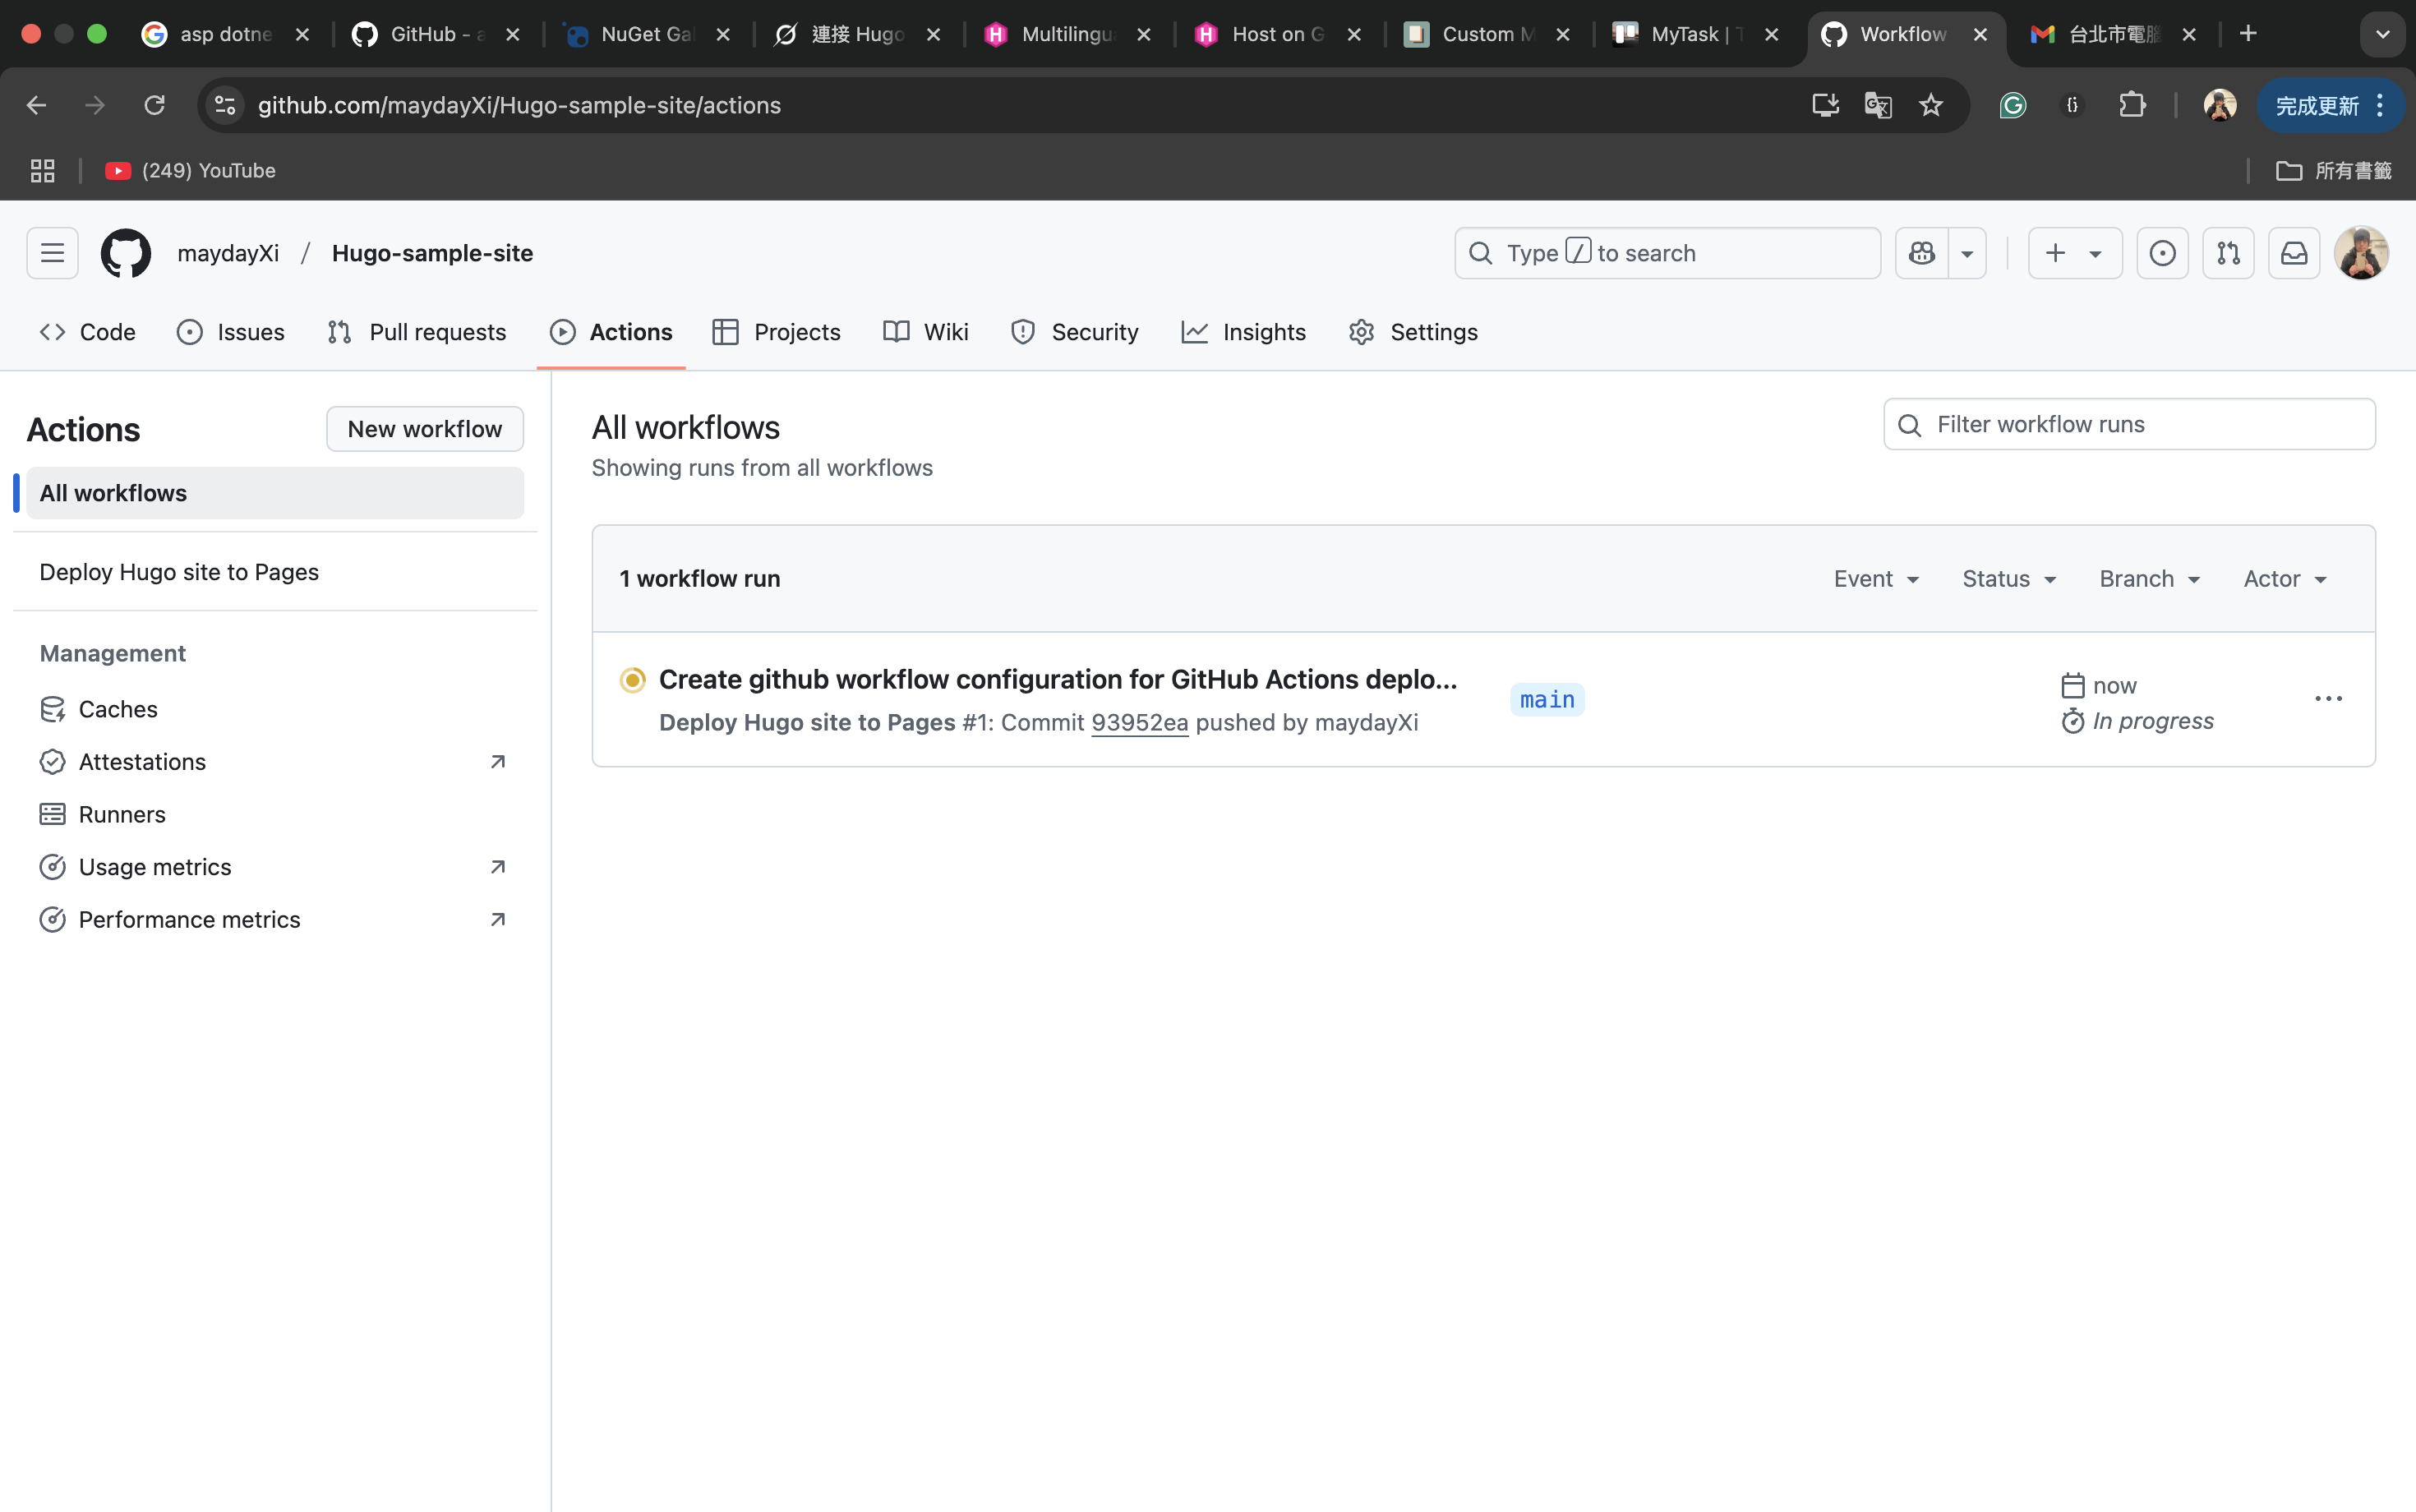 asp dotne
GitHub - a
NuGet Gal
連接 Hugo
Multilingu
Host on G
Custom M
MyTask | T
Workflow
台北市電腦
github.com/maydayXi/Hugo-sample-site/actions
完成更新
(249) YouTube
所有書籤
maydayXi / Hugo-sample-site
Type / to search
Code
Issues
Pull requests
Actions
Projects
Wiki
Security
Insights
Settings
Actions
New workflow
All workflows
Deploy Hugo site to Pages
Management
Caches
Attestations
Runners
Usage metrics
Performance metrics
All workflows
Showing runs from all workflows
Filter workflow runs
1 workflow run
Event
Status
Branch
Actor
Create github workflow configuration for GitHub Actions deplo...
Deploy Hugo site to Pages #1: Commit 93952ea pushed by maydayXi
main
now
In progress